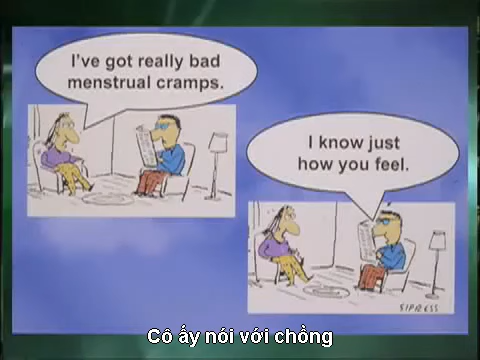 I've got really bad
menstrual cramps.
I know just
how you feel.
SIPRESS
Cô ấy nói với chồng